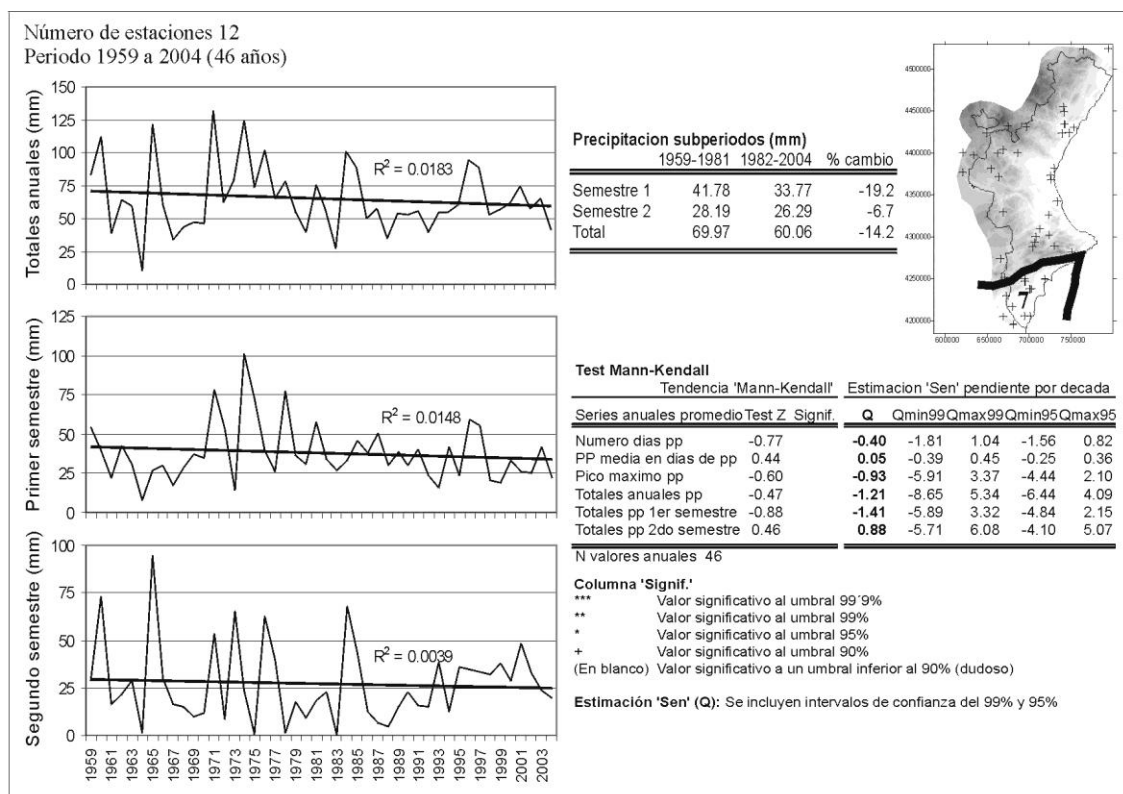 Número de estaciones 12
Periodo 1959 a 2004 (46 años)
Totales anuales (mm)
150
125
100
75
50
25
0
R² = 0.0183
Primer semestre (mm)
125
100
75
50
25
0
R² = 0.0148
Segundo semestre (mm)
100
75
50
25
0
R² = 0.0039
1959
1961
1963
1965
1967
1969
1971
1973
1975
1977
1979
1981
1983
1985
1987
1989
1991
1993
1995
1997
1999
2001
2003
Precipitacion subperiodos (mm)
1959-1981 1982-2004 % cambio
Semestre 1 41.78 33.77 -19.2
Semestre 2 28.19 26.29 -6.7
Total 69.97 60.06 -14.2
4500000
4450000
4400000
4350000
4300000
4250000
4200000
7
600000 650000 700000 750000
Test Mann-Kendall
Tendencia 'Mann-Kendall' Estimacion 'Sen' pendiente por decada
Series anuales promedio Test Z Signif. Q Qmin99 Qmax99 Qmin95 Qmax95
Numero dias pp -0.77 -0.40 -1.81 1.04 -1.56 0.82
PP media en dias de pp 0.44 0.05 -0.39 0.45 -0.25 0.36
Pico maximo pp -0.60 -0.93 -5.91 3.37 -4.44 2.10
Totales anuales pp -0.47 -1.21 -8.65 5.34 -6.44 4.09
Totales pp 1er semestre -0.88 -1.41 -5.89 3.32 -4.84 2.15
Totales pp 2do semestre 0.46 0.88 -5.71 6.08 -4.10 5.07
N valores anuales 46
Columna 'Signif.'
*** Valor significativo al umbral 99´9%
** Valor significativo al umbral 99%
* Valor significativo al umbral 95%
+ Valor significativo al umbral 90%
(En blanco) Valor significativo a un umbral inferior al 90% (dudoso)
Estimación 'Sen' (Q): Se incluyen intervalos de confianza del 99% y 95%